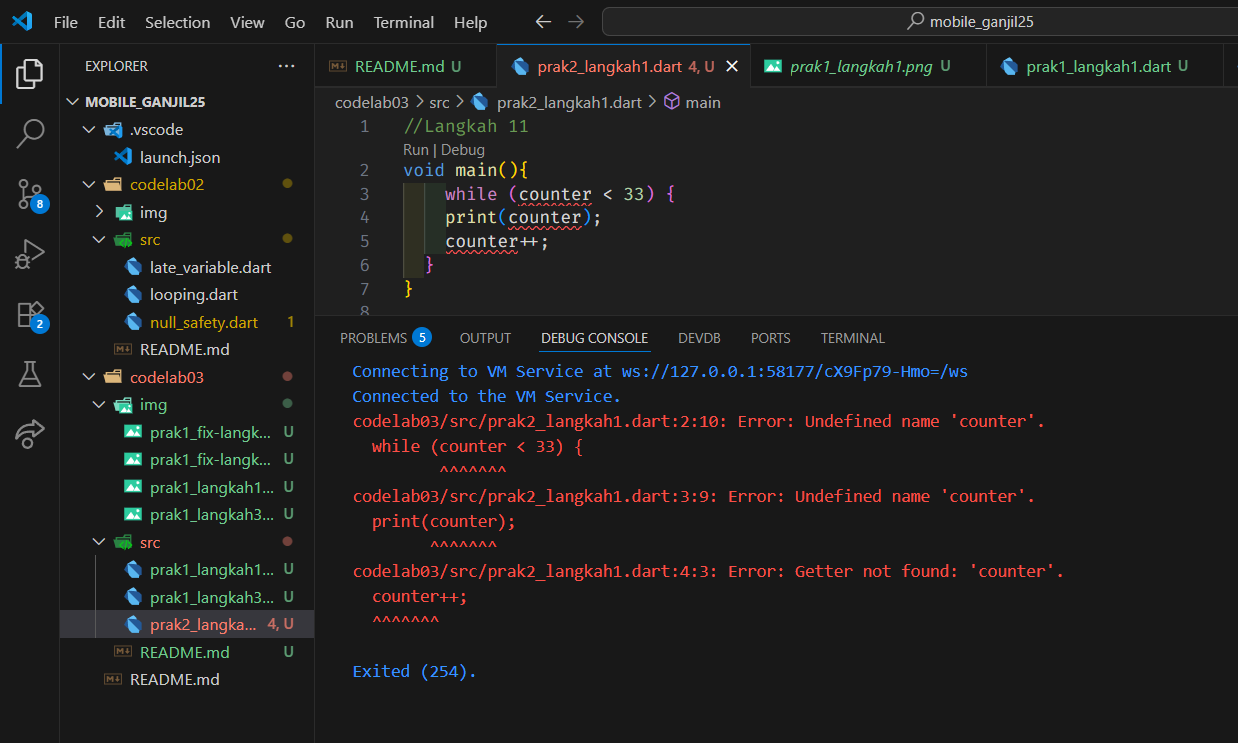 File Edit Selection View Go Run Terminal Help
mobile_ganjil25
EXPLORER
MOBILE_GANJIL25
.vscode
launch.json
codelab02
img
src
late_variable.dart
looping.dart
null_safety.dart 1
README.md
codelab03
img
prak1_fix-langk... U
prak1_fix-langk... U
prak1_langkah1... U
prak1_langkah3... U
src
prak1_langkah1... U
prak1_langkah3... U
prak2_langka... 4, U
README.md U
README.md
8
2
README.md U
prak2_langkah1.dart 4, U
prak1_langkah1.png U
prak1_langkah1.dart U
codelab03 > src > prak2_langkah1.dart > main
1 //Langkah 11
Run | Debug
2 void main(){
3 while (counter < 33) {
4 print(counter);
5 counter++;
6 }
7 }
8
PROBLEMS 5 OUTPUT DEBUG CONSOLE DEVDB PORTS TERMINAL
Connecting to VM Service at ws://127.0.0.1:58177/cX9Fp79-Hmo=/ws
Connected to the VM Service.
codelab03/src/prak2_langkah1.dart:2:10: Error: Undefined name 'counter'.
while (counter < 33) {
^^^^^^^
codelab03/src/prak2_langkah1.dart:3:9: Error: Undefined name 'counter'.
print(counter);
^^^^^^^
codelab03/src/prak2_langkah1.dart:4:3: Error: Getter not found: 'counter'.
counter++;
^^^^^^^
Exited (254).